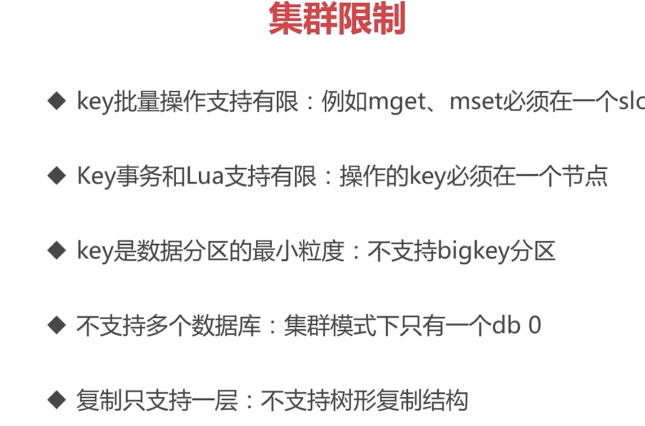 集群限制
◆ key批量操作支持有限：例如mget、mset必须在一个slo
◆ Key事务和Lua支持有限：操作的key必须在一个节点
◆ key是数据分区的最小粒度：不支持bigkey分区
◆ 不支持多个数据库：集群模式下只有一个db 0
◆ 复制只支持一层：不支持树形复制结构